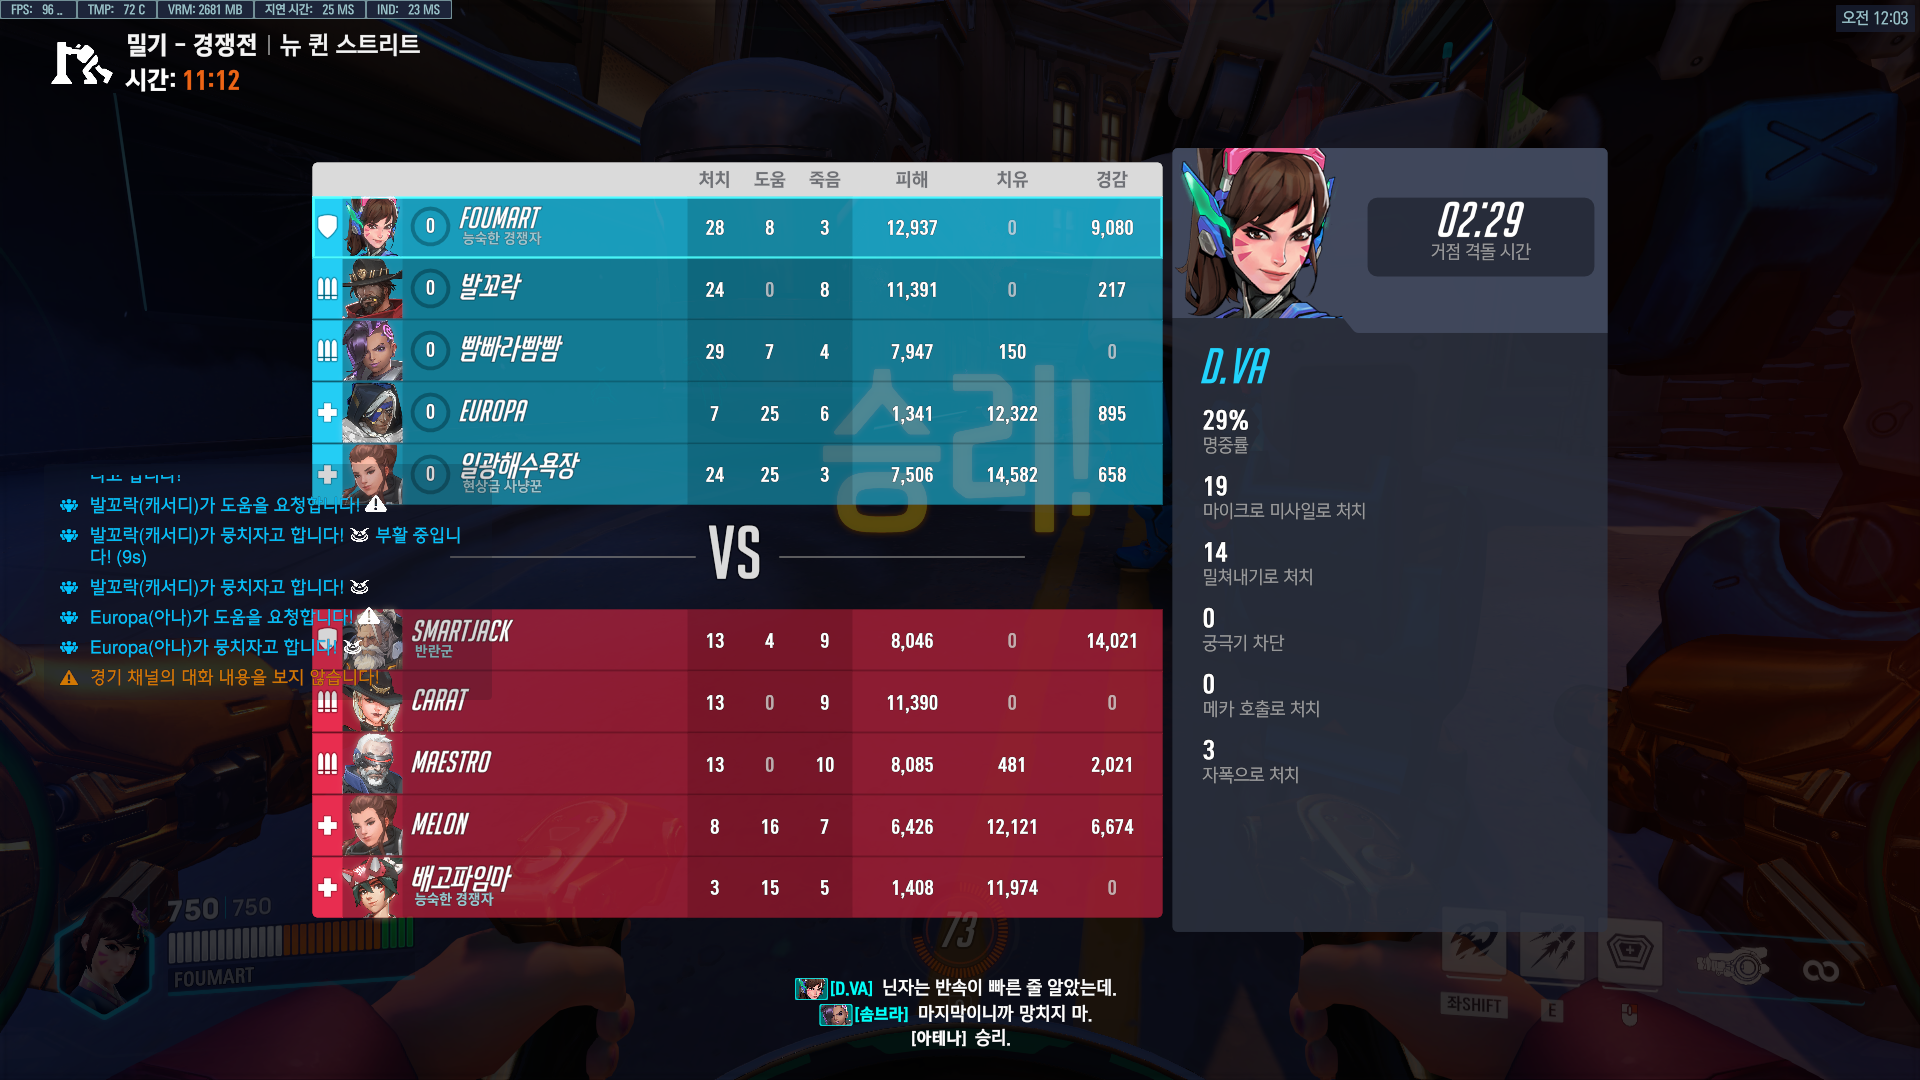 FPS: 96 ..
TMP: 72 C
VRM: 2681 MB
지연 시간: 25 MS
IND: 23 MS
오전 12:03
밀기 - 경쟁전 | 뉴 퀸 스트리트
시간: 11:12
처치 도움 죽음 피해 치유 경감
0 FOUMART 28 8 3 12,937 0 9,080
능숙한 경쟁자
0 발꼬락 24 0 8 11,391 0 217
0 빰빠라빰빰 29 7 4 7,947 150 0
0 EUROPA 7 25 6 1,341 12,322 895
0 일광해수욕장 24 25 3 7,506 14,582 658
현상금 사냥꾼
승리!
VS
SMARTJACK 13 4 9 8,046 0 14,021
반란군
CARAT 13 0 9 11,390 0 0
MAESTRO 13 0 10 8,085 481 2,021
MELON 8 16 7 6,426 12,121 6,674
배고파임마 3 15 5 1,408 11,974 0
능숙한 경쟁자
발꼬락(캐서디)가 도움을 요청합니다!
발꼬락(캐서디)가 뭉치자고 합니다! 부활 중입니
다! (9s)
발꼬락(캐서디)가 뭉치자고 합니다!
Europa(아나)가 도움을 요청합니다!
Europa(아나)가 뭉치자고 합니다!
경기 채널의 대화 내용을 보지 않습니다!
02:29
거점 격돌 시간
D.VA
29%
명중률
19
마이크로 미사일로 처치
14
밀쳐내기로 처치
0
궁극기 차단
0
메카 호출로 처치
3
자폭으로 처치
750 | 750
FOUMART
73
좌SHIFT
E
[D.VA] 닌자는 반속이 빠른 줄 알았는데.
[솜브라] 마지막이니까 망치지 마.
[아테나] 승리.